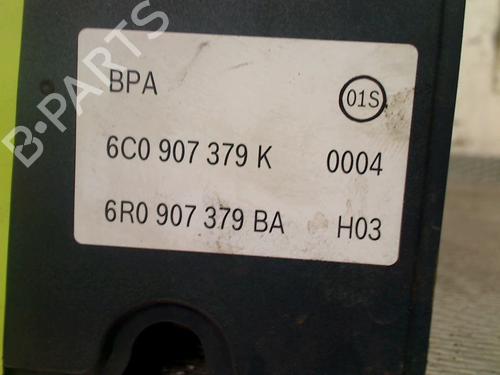 B-PARTS
BPA 01S
6C0 907 379 K 0004
6R0 907 379 BA H03